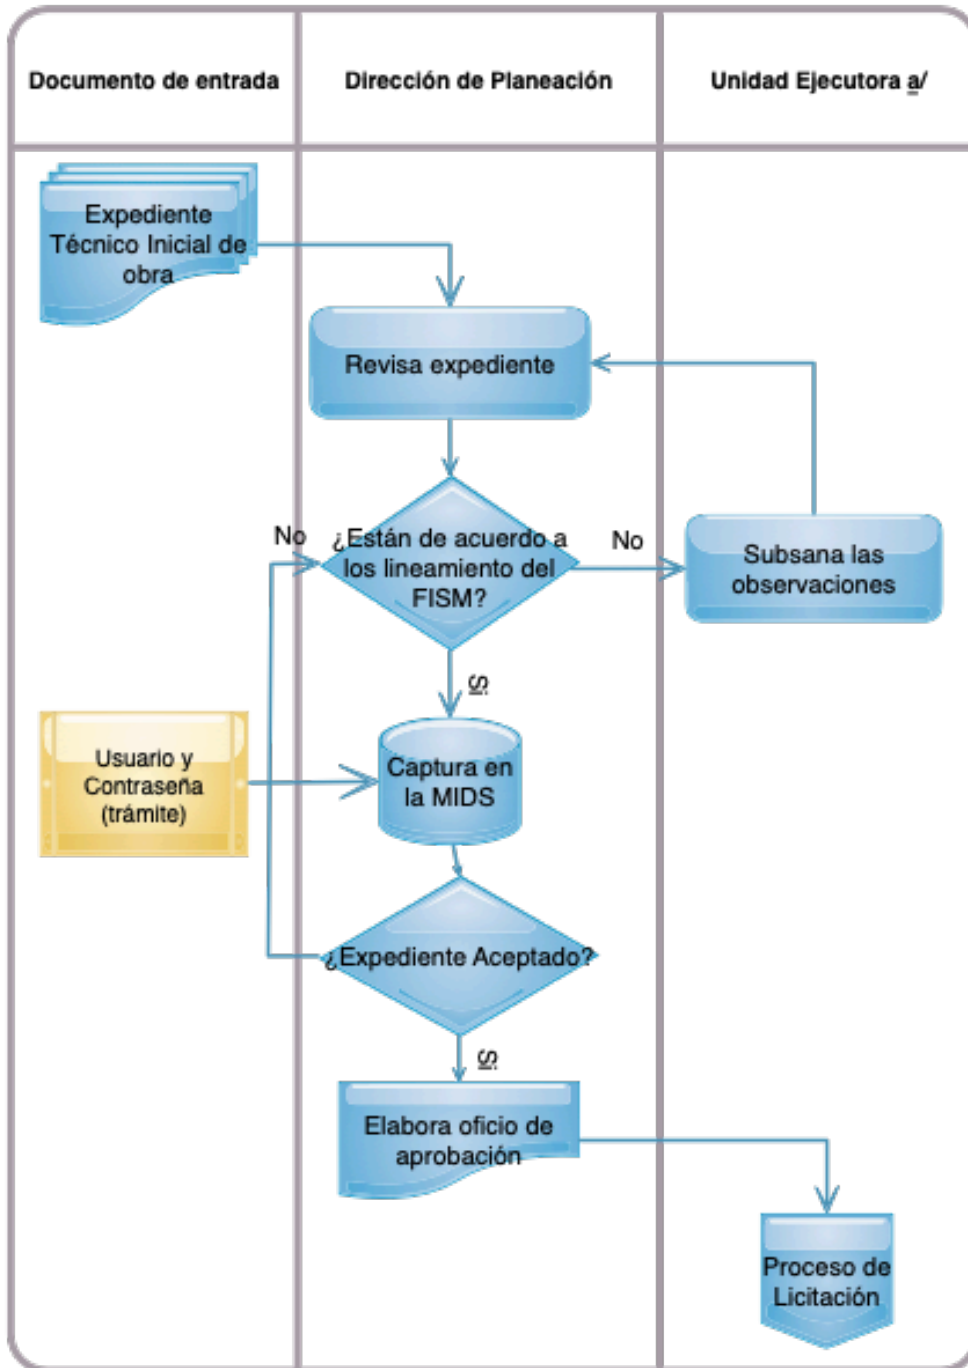 Documento de entrada
Dirección de Planeación
Unidad Ejecutora a/
Expediente
Técnico Inicial de
obra
Revisa expediente
No
¿Están de acuerdo a
los lineamiento del
FISM?
No
Subsana las
observaciones
Si
Usuario y
Contraseña
(trámite)
Captura en
la MIDS
¿Expediente Aceptado?
Si
Elabora oficio de
aprobación
Proceso de
Licitación